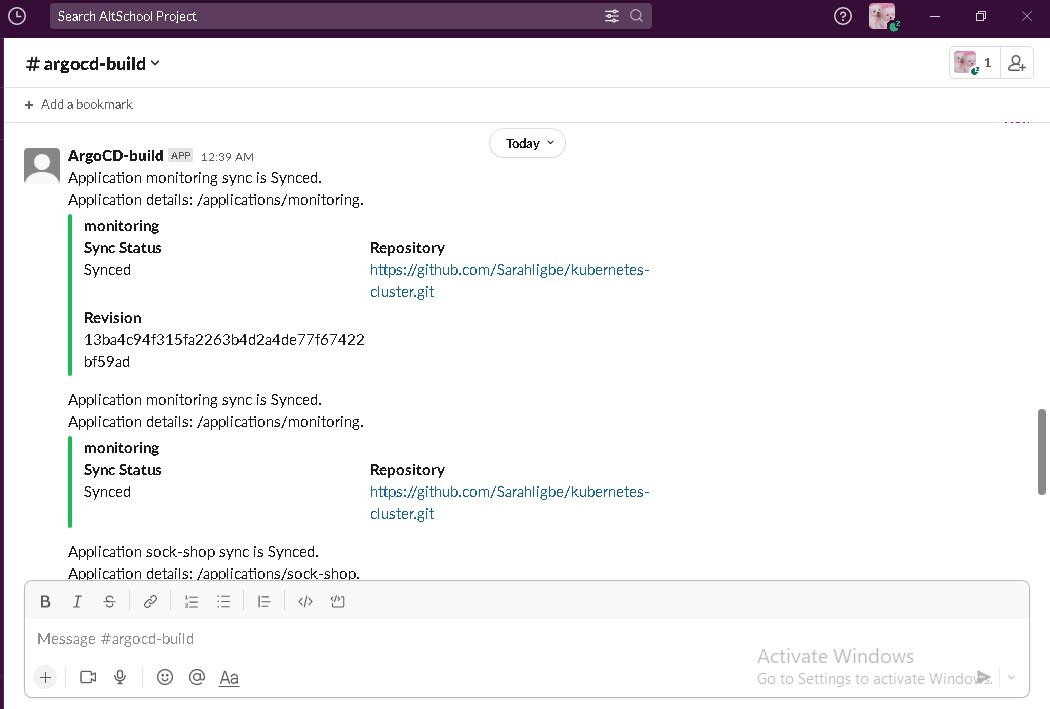 Search AltSchool Project
# argocd-build
1
+ Add a bookmark
Today
ArgoCD-build APP 12:39 AM
Application monitoring sync is Synced.
Application details: /applications/monitoring.
monitoring
Sync Status Repository
Synced https://github.com/Sarahligbe/kubernetes-
cluster.git
Revision
13ba4c94f315fa2263b4d2a4de77f67422
bf59ad
Application monitoring sync is Synced.
Application details: /applications/monitoring.
monitoring
Sync Status Repository
Synced https://github.com/Sarahligbe/kubernetes-
cluster.git
Application sock-shop sync is Synced.
Application details: /applications/sock-shop.
B I S
Message #argocd-build
Activate Windows
Go to Settings to activate Windows.
+ @ Aa